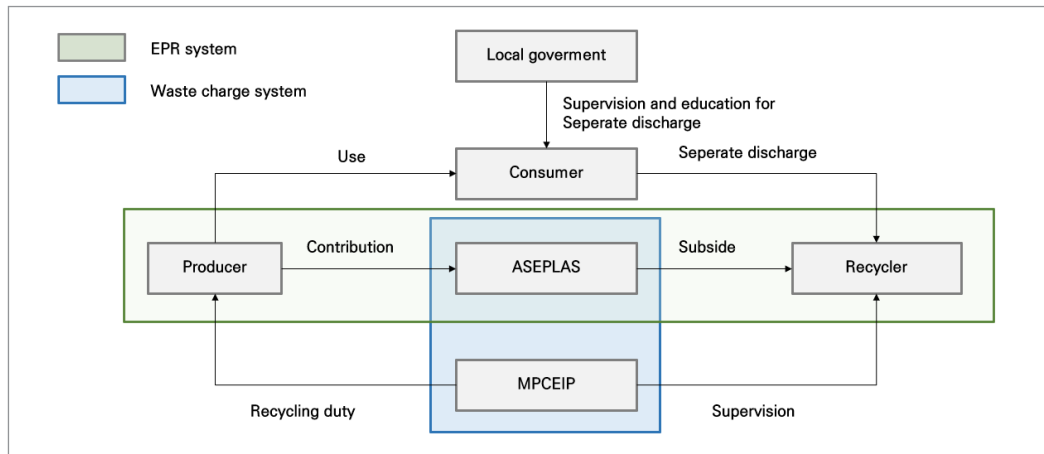 EPR system
Waste charge system
Local goverment
Supervision and education for
Seperate discharge
Use
Consumer
Seperate discharge
Producer
Contribution
ASEPLAS
Subside
Recycler
MPCEIP
Recycling duty
Supervision